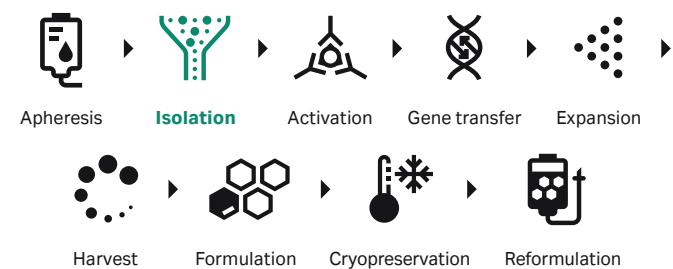 Apheresis Isolation Activation Gene transfer Expansion
Harvest Formulation Cryopreservation Reformulation